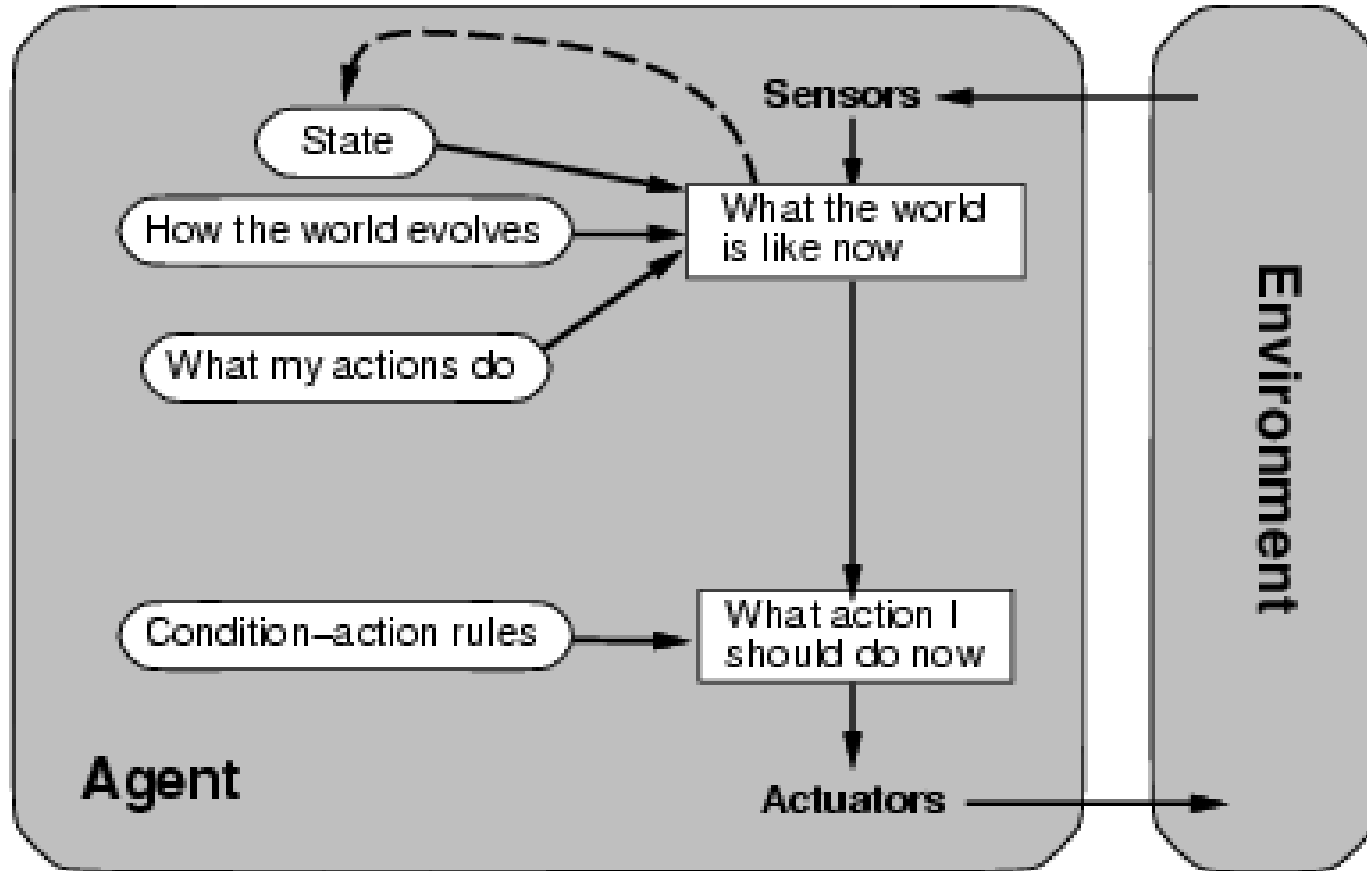 Sensors
State
What the world
is like now
How the world evolves
What my actions do
Environment
Condition–action rules
What action I
should do now
Agent
Actuators